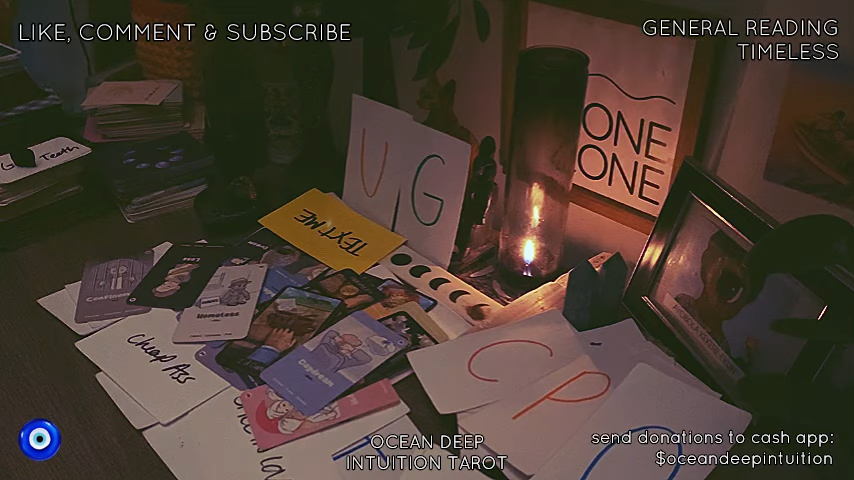 LIKE, COMMENT & SUBSCRIBE
GENERAL READING
TIMELESS
ONE
ONE
U G
G Teeth
TEXT ME
Homeless
Cheap Ass
Daydream
C
P
OCEAN DEEP
INTUITION TAROT
send donations to cash app:
$oceandeepintuition